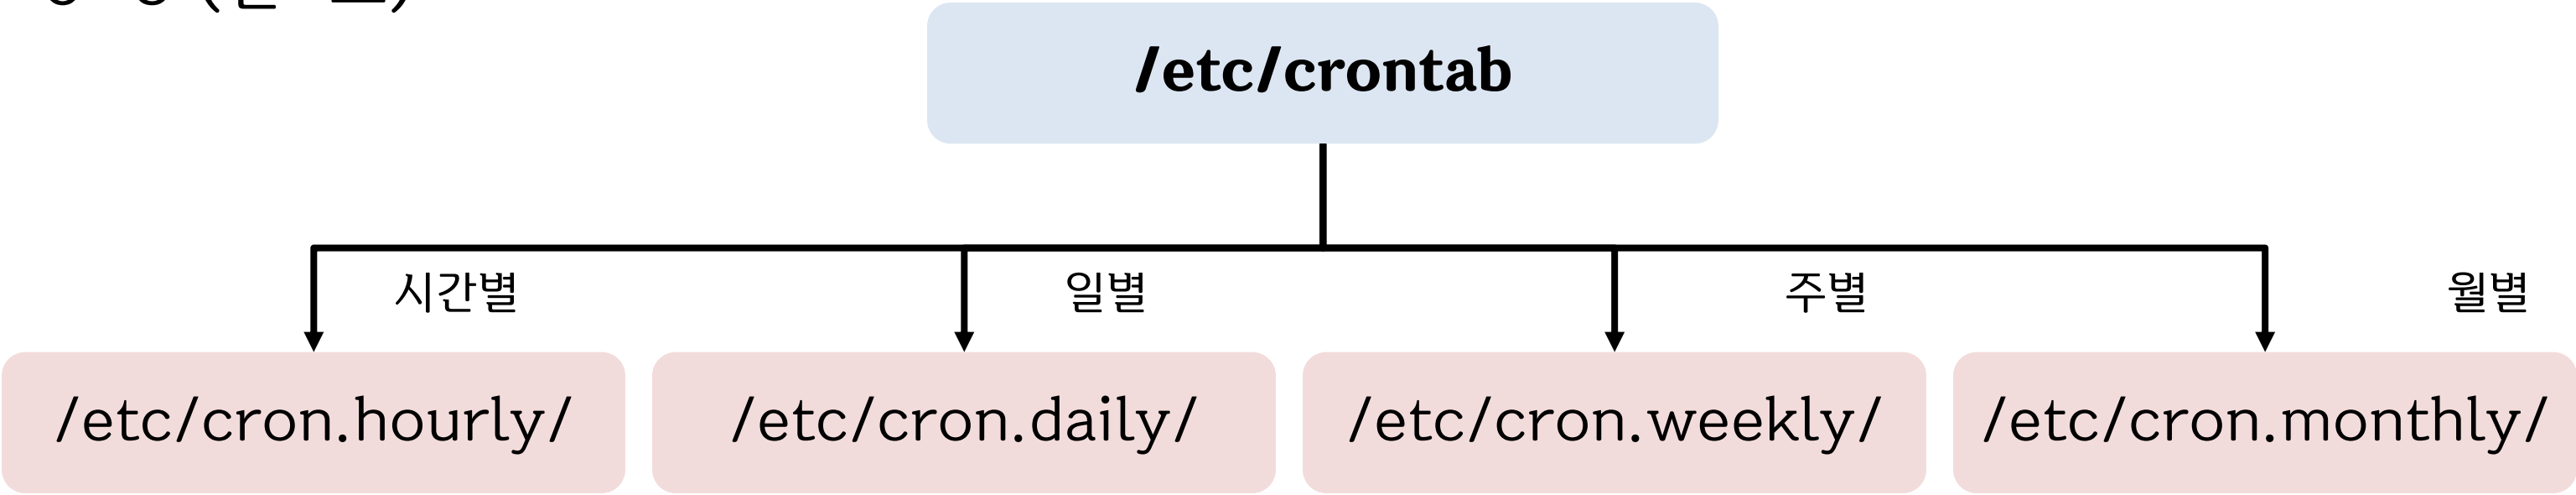 /etc/crontab
시간별
일별
주별
월별
/etc/cron.hourly/
/etc/cron.daily/
/etc/cron.weekly/
/etc/cron.monthly/